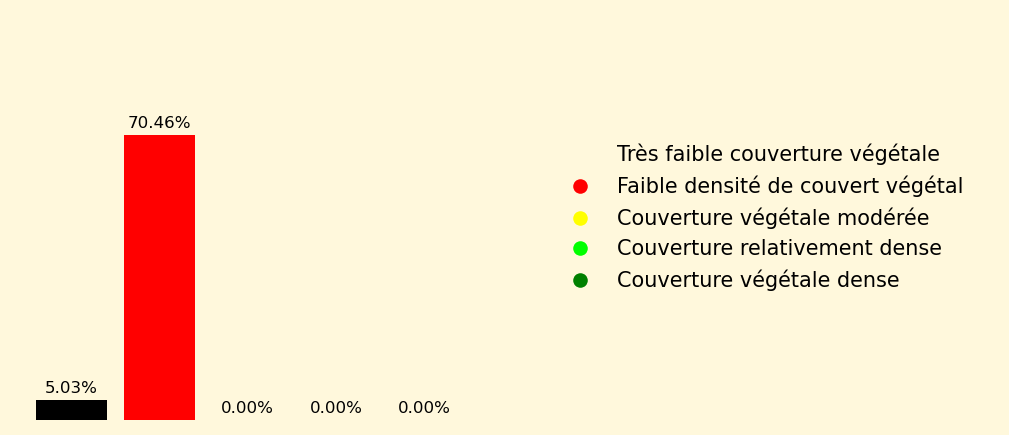 70.46%
5.03%
0.00%
0.00%
0.00%
Très faible couverture végétale
Faible densité de couvert végétal
Couverture végétale modérée
Couverture relativement dense
Couverture végétale dense